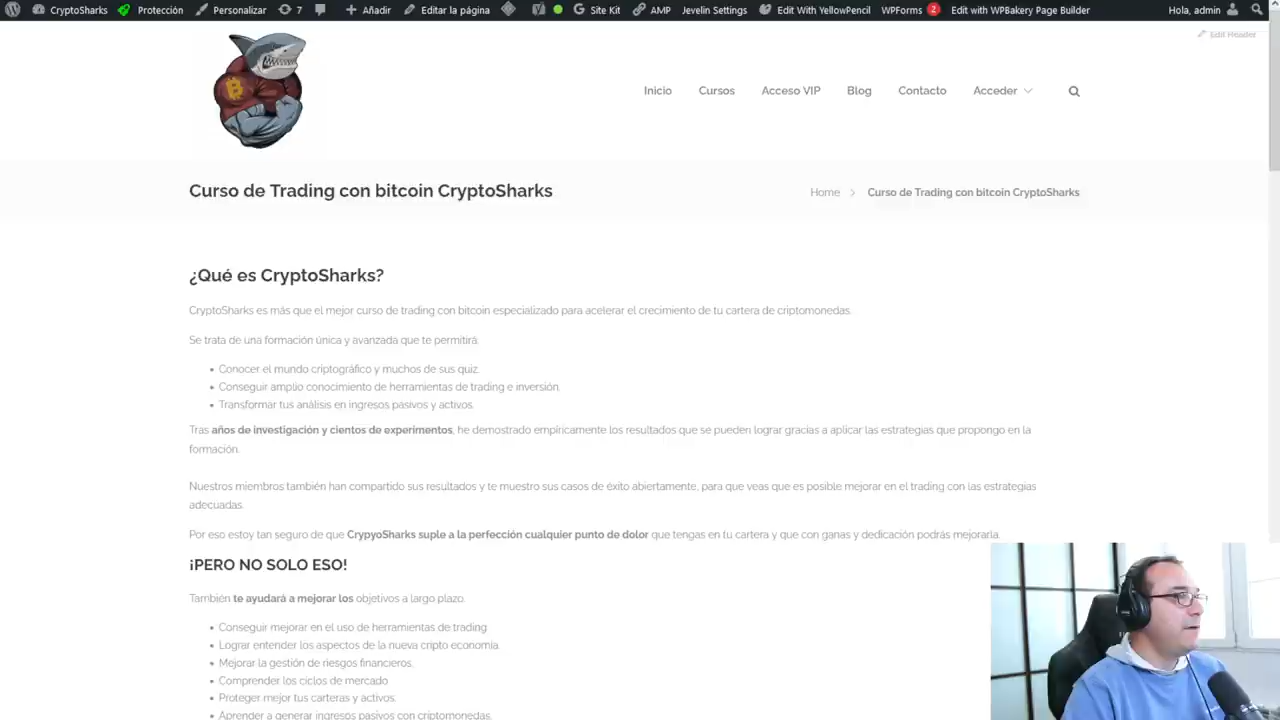 CryptoSharks Protección Personalizar 7 Añadir Editar la página Site Kit AMP Javelin Settings Edit With YellowPencil WPForms 2 Edit with WPBakery Page Builder Hola, admin
Edit Header
Inicio Cursos Acceso VIP Blog Contacto Acceder
Curso de Trading con bitcoin CryptoSharks
Home > Curso de Trading con bitcoin CryptoSharks
¿Qué es CryptoSharks?
CryptoSharks es más que el mejor curso de trading con bitcoin especializado para acelerar el crecimiento de tu cartera de criptomonedas.
Se trata de una formación única y avanzada que te permitirá:
• Conocer el mundo criptográfico y muchos de sus quiz.
• Conseguir amplio conocimiento de herramientas de trading e inversión.
• Transformar tus análisis en ingresos pasivos y activos.
Tras años de investigación y cientos de experimentos, he demostrado empíricamente los resultados que se pueden lograr gracias a aplicar las estrategias que propongo en la
formación.
Nuestros miembros también han compartido sus resultados y te muestro sus casos de éxito abiertamente, para que veas que es posible mejorar en el trading con las estrategias
adecuadas.
Por eso estoy tan seguro de que CrypyoSharks suple a la perfección cualquier punto de dolor que tengas en tu cartera y que con ganas y dedicación podrás mejorarla.
¡PERO NO SOLO ESO!
También te ayudará a mejorar los objetivos a largo plazo.
• Conseguir mejorar en el uso de herramientas de trading
• Lograr entender los aspectos de la nueva cripto economía.
• Mejorar la gestión de riesgos financieros.
• Comprender los ciclos de mercado
• Proteger mejor tus carteras y activos.
• Aprender a generar ingresos pasivos con criptomonedas.